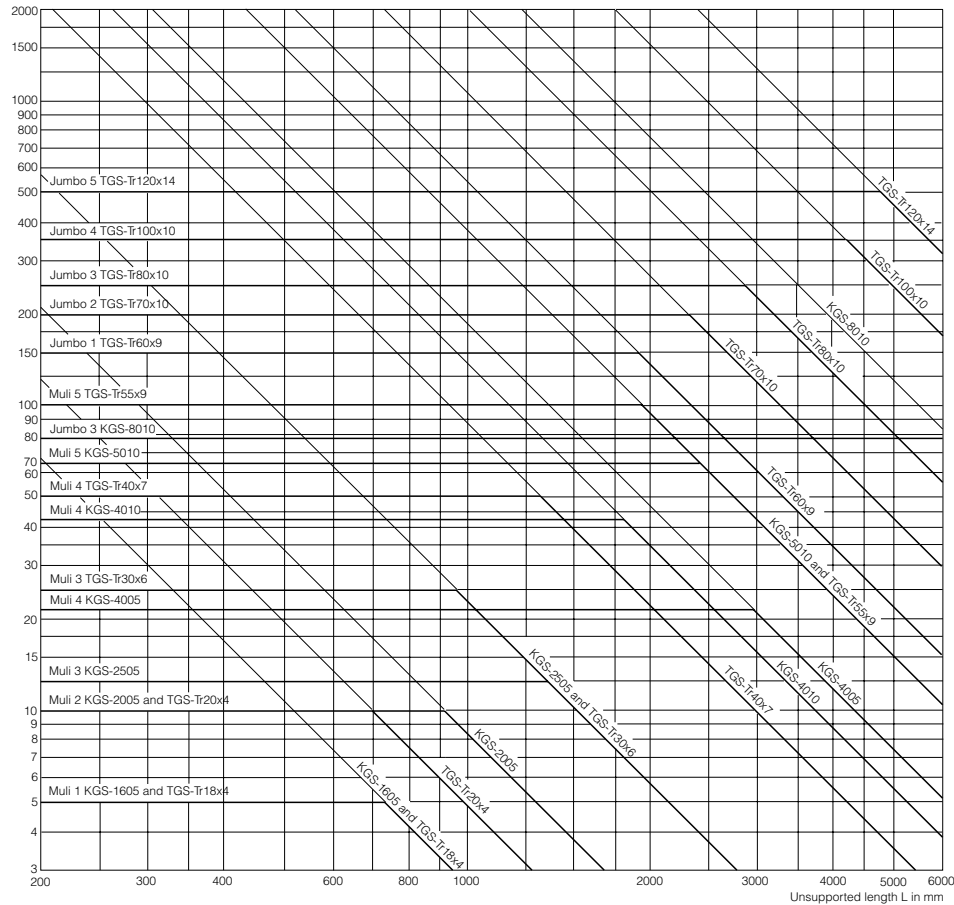 2000
1500
1000
900
800
700
600
500
400
300
200
150
100
90
80
70
60
50
40
30
20
15
10
9
8
7
6
5
4
3
Jumbo 5 TGS-Tr120x14
Jumbo 4 TGS-Tr100x10
Jumbo 3 TGS-Tr80x10
Jumbo 2 TGS-Tr70x10
Jumbo 1 TGS-Tr60x9
Muli 5 TGS-Tr55x9
Jumbo 3 KGS-8010
Muli 5 KGS-5010
Muli 4 TGS-Tr40x7
Muli 4 KGS-4010
Muli 3 TGS-Tr30x6
Muli 4 KGS-4005
Muli 3 KGS-2505
Muli 2 KGS-2005 and TGS-Tr20x4
Muli 1 KGS-1605 and TGS-Tr18x4
TGS-Tr120x14
TGS-Tr100x10
KGS-8010
TGS-Tr80x10
TGS-Tr70x10
TGS-Tr60x9
KGS-5010 and TGS-Tr55x9
KGS-4005
KGS-4010
TGS-Tr40x7
KGS-2505 and TGS-Tr30x6
KGS-2005
TGS-Tr20x4
KGS-1605 and TGS-Tr18x4
200 300 400 600 800 1000 2000 3000 4000 5000 6000
Unsupported length L in mm